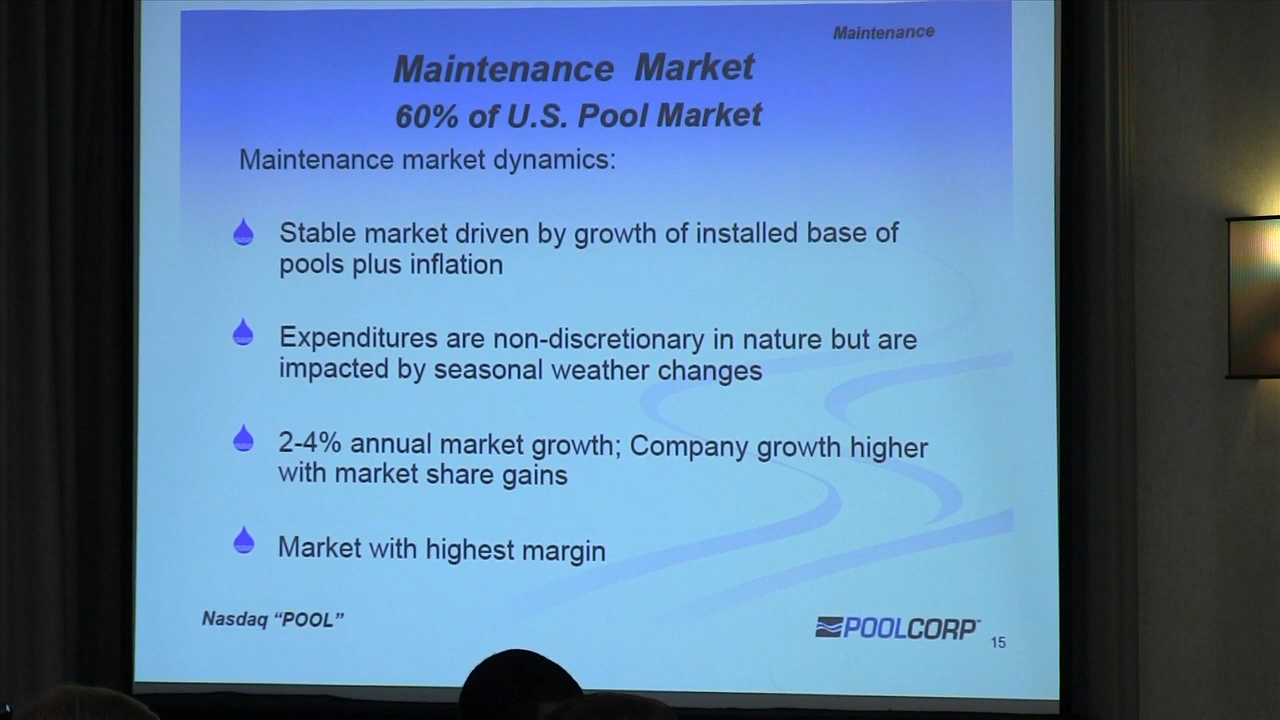 Maintenance
Maintenance Market
60% of U.S. Pool Market
Maintenance market dynamics:
Stable market driven by growth of installed base of
pools plus inflation
Expenditures are non-discretionary in nature but are
impacted by seasonal weather changes
2-4% annual market growth; Company growth higher
with market share gains
Market with highest margin
Nasdaq “POOL”
POOLCORP
15